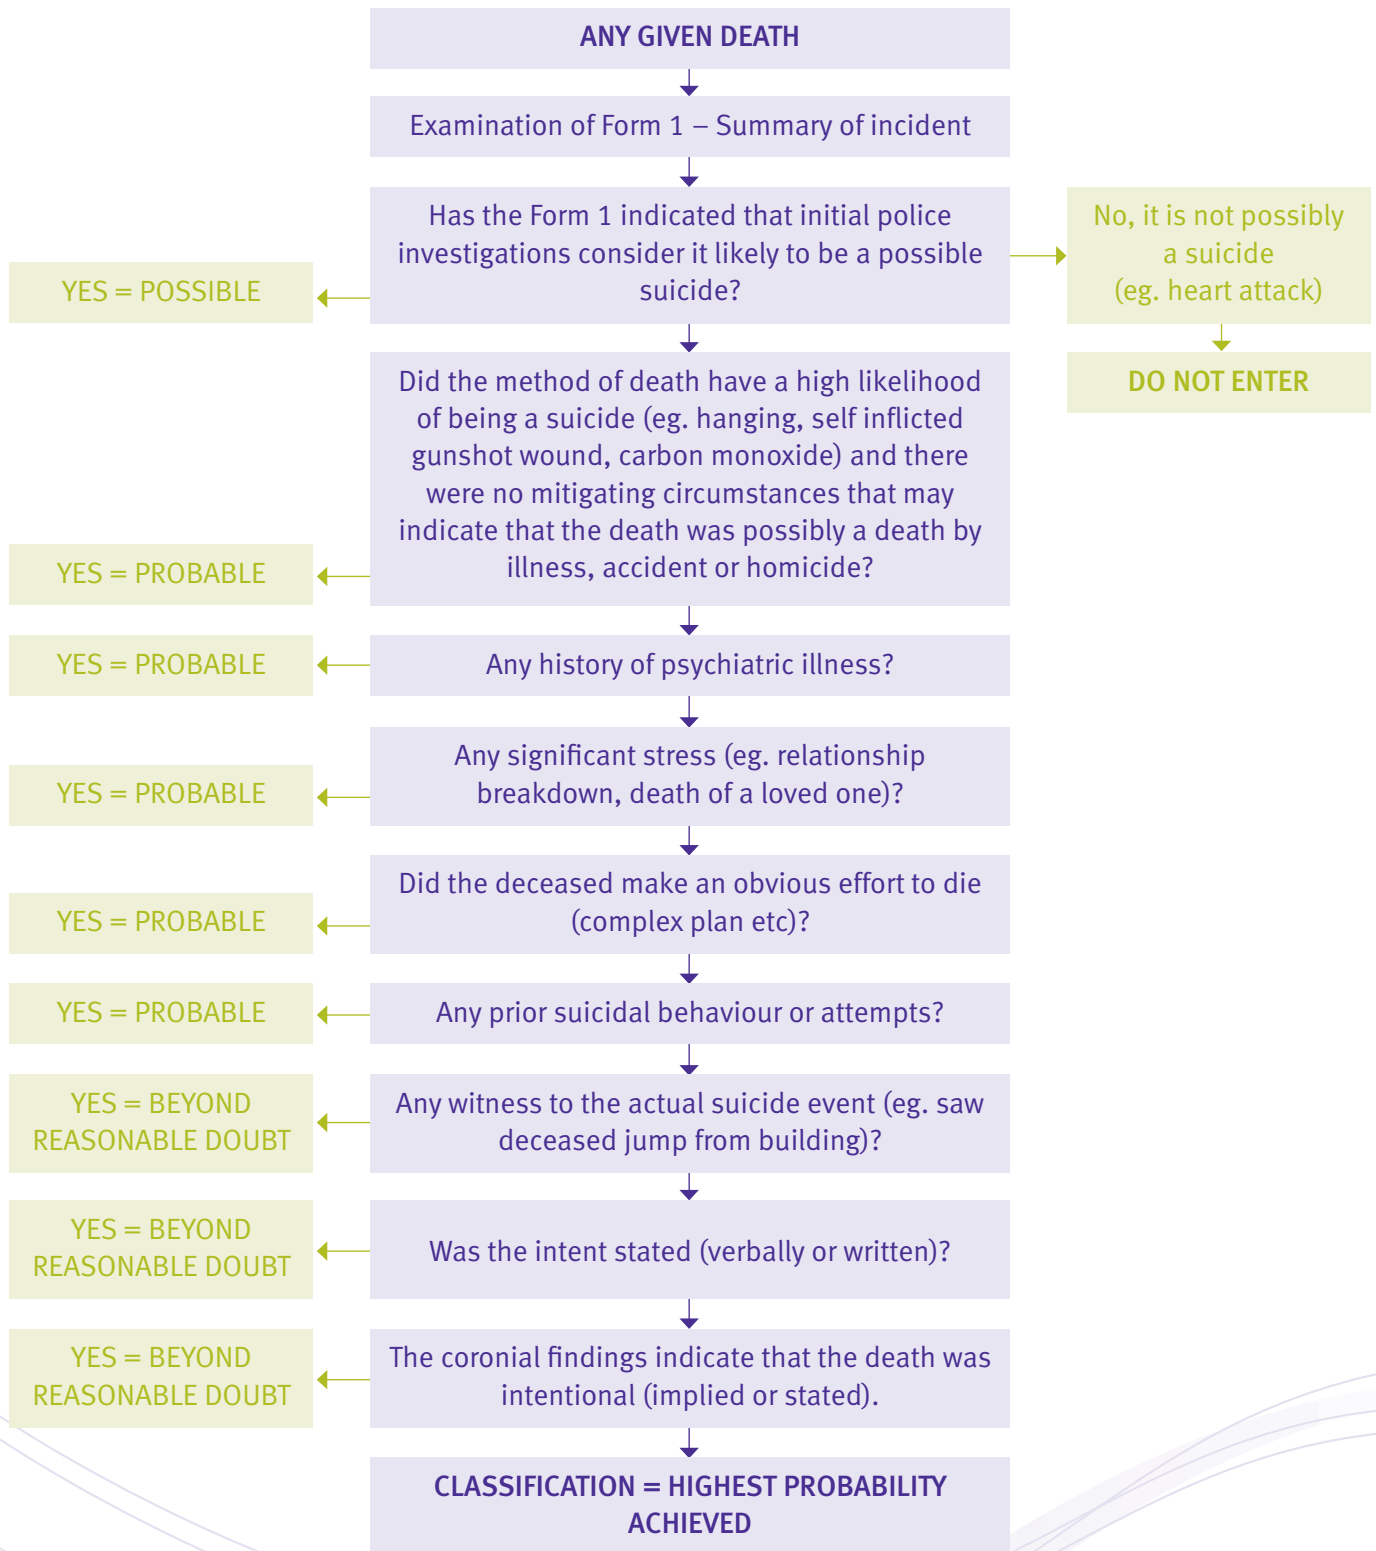 ANY GIVEN DEATH
Examination of Form 1 – Summary of incident
Has the Form 1 indicated that initial police
investigations consider it likely to be a possible
suicide?
No, it is not possibly
a suicide
(eg. heart attack)
YES = POSSIBLE
DO NOT ENTER
Did the method of death have a high likelihood
of being a suicide (eg. hanging, self inflicted
gunshot wound, carbon monoxide) and there
were no mitigating circumstances that may
indicate that the death was possibly a death by
illness, accident or homicide?
YES = PROBABLE
Any history of psychiatric illness?
YES = PROBABLE
Any significant stress (eg. relationship
breakdown, death of a loved one)?
YES = PROBABLE
Did the deceased make an obvious effort to die
(complex plan etc)?
YES = PROBABLE
Any prior suicidal behaviour or attempts?
YES = PROBABLE
Any witness to the actual suicide event (eg. saw
deceased jump from building)?
YES = BEYOND
REASONABLE DOUBT
Was the intent stated (verbally or written)?
YES = BEYOND
REASONABLE DOUBT
The coronial findings indicate that the death was
intentional (implied or stated).
YES = BEYOND
REASONABLE DOUBT
CLASSIFICATION = HIGHEST PROBABILITY
ACHIEVED